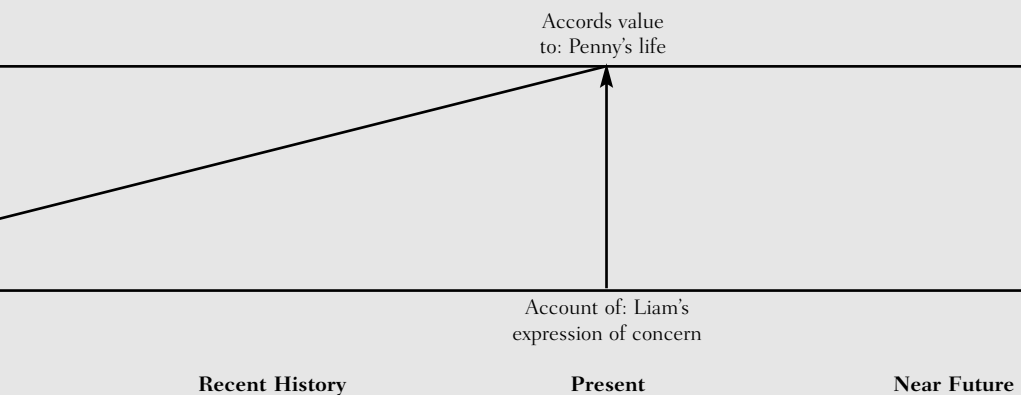 Accords value
to: Penny's life
Account of: Liam's
expression of concern
Recent History Present Near Future